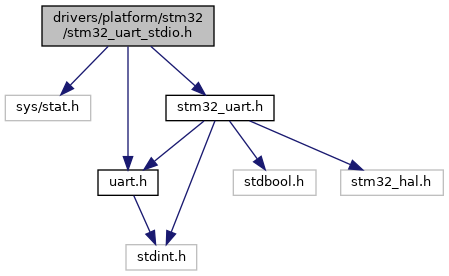 drivers/platform/stm32
/stm32_uart_stdio.h
sys/stat.h
stm32_uart.h
uart.h
stdbool.h
stm32_hal.h
stdint.h